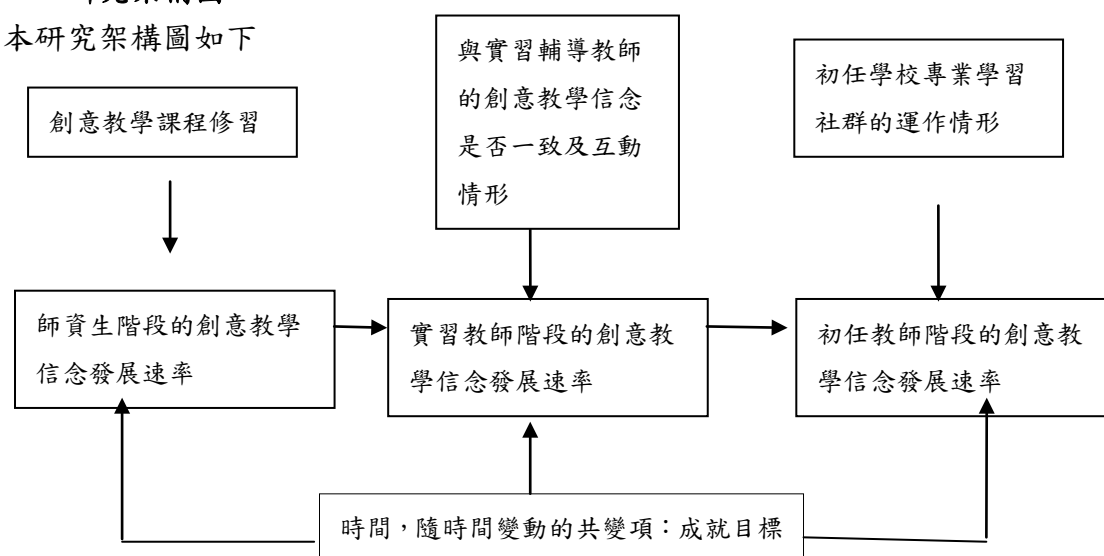 本研究架構圖如下
創意教學課程修習
與實習輔導教師
的創意教學信念
是否一致及互動
情形
初任學校專業學習
社群的運作情形
師資生階段的創意教學
信念發展速率
實習教師階段的創意教
學信念發展速率
初任教師階段的創意教
學信念發展速率
時間，隨時間變動的共變項：成就目標